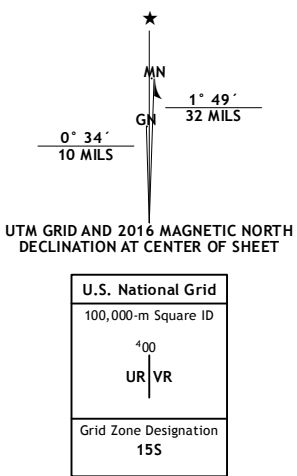 ★
MN
1° 49´
32 MILS
GN
0° 34´
10 MILS
UTM GRID AND 2016 MAGNETIC NORTH
DECLINATION AT CENTER OF SHEET
U.S. National Grid
100,000-m Square ID
⁴00
UR VR
Grid Zone Designation
15S